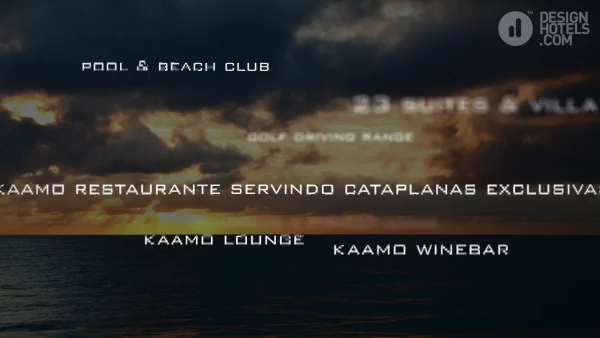 DESIGN
HOTELS
.COM
POOL & BEACH CLUB
23 SUITES & VILLA
GOLF DRIVING RANGE
KAAMO RESTAURANTE SERVINDO CATAPLANAS EXCLUSIVAS
KAAMO LOUNGE
KAAMO WINEBAR